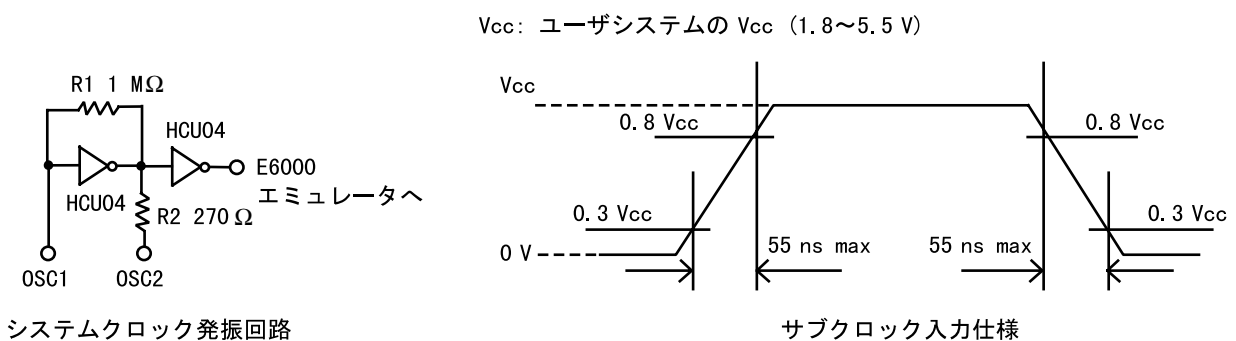 Vcc: ユーザシステムの Vcc (1.8～5.5 V)
R1 1 MΩ
HCU04
HCU04
E6000
エミュレータへ
R2 270Ω
OSC1
OSC2
システムクロック発振回路
Vcc
0.8 Vcc
0.8 Vcc
0.3 Vcc
0.3 Vcc
0 V
55 ns max
55 ns max
サブクロック入力仕様